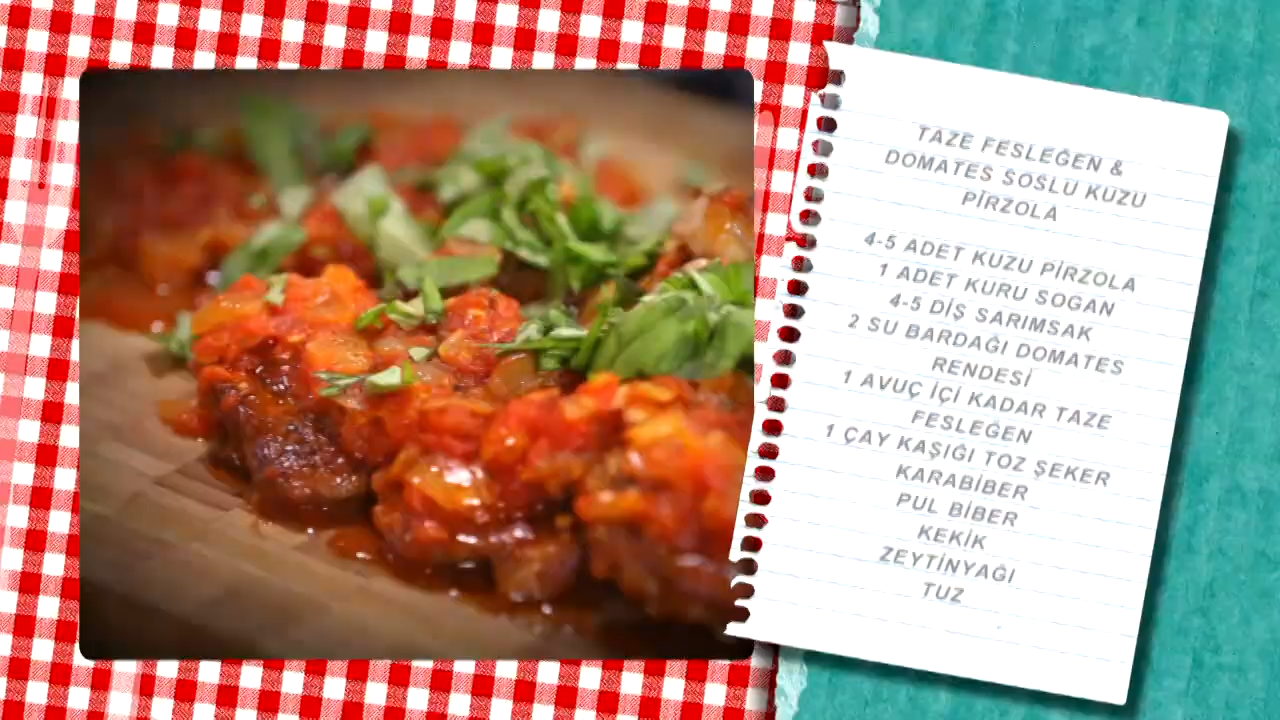 TAZE FESLEĞEN &
DOMATES SOSLU KUZU
PİRZOLA
4-5 ADET KUZU PİRZOLA
1 ADET KURU SOĞAN
4-5 DİŞ SARIMSAK
2 SU BARDAĞI DOMATES
RENDESİ
1 AVUÇ İÇİ KADAR TAZE
FESLEĞEN
1 ÇAY KAŞIĞI TOZ ŞEKER
KARABİBER
PUL BİBER
KEKİK
ZEYTİNYAĞI
TUZ